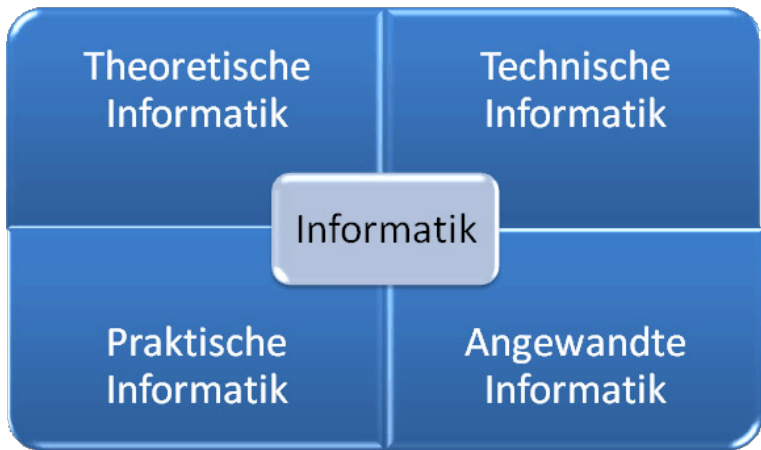 Theoretische
Informatik
Technische
Informatik
Informatik
Praktische
Informatik
Angewandte
Informatik